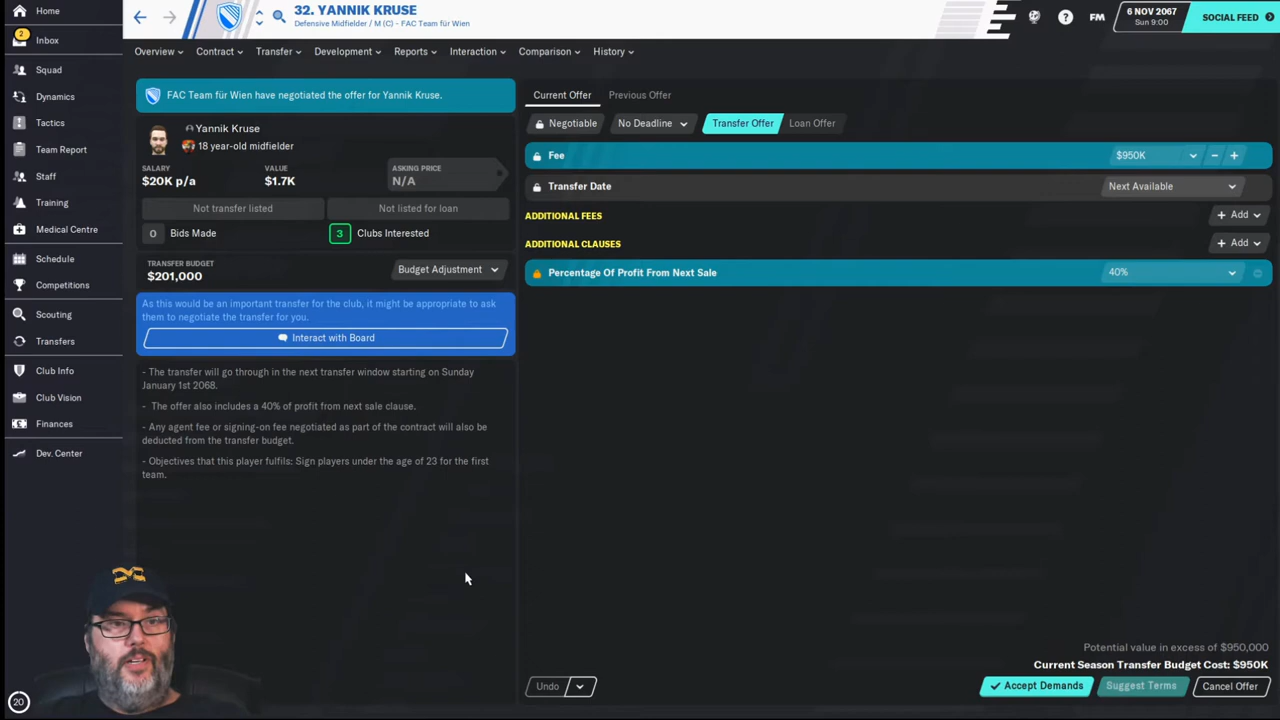 Home
2
Inbox
Squad
Dynamics
Tactics
Team Report
Staff
Training
Medical Centre
Schedule
Competitions
Scouting
Transfers
Club Info
Club Vision
Finances
Dev. Center
20
32. YANNIK KRUSE
Defensive Midfielder / M (C) - FAC Team für Wien
?
FM
6 NOV 2067
Sun 9:00
SOCIAL FEED
Overview
Contract
Transfer
Development
Reports
Interaction
Comparison
History
FAC Team für Wien have negotiated the offer for Yannik Kruse.
Yannik Kruse
18 year-old midfielder
SALARY
$20K p/a
VALUE
$1.7K
ASKING PRICE
N/A
Not transfer listed
Not listed for loan
0 Bids Made
3 Clubs Interested
TRANSFER BUDGET
$201,000
Budget Adjustment
As this would be an important transfer for the club, it might be appropriate to ask
them to negotiate the transfer for you.
Interact with Board
- The transfer will go through in the next transfer window starting on Sunday
January 1st 2068.
- The offer also includes a 40% of profit from next sale clause.
- Any agent fee or signing-on fee negotiated as part of the contract will also be
deducted from the transfer budget.
- Objectives that this player fulfils: Sign players under the age of 23 for the first
team.
Current Offer
Previous Offer
Negotiable
No Deadline
Transfer Offer
Loan Offer
Fee
$950K
Transfer Date
Next Available
ADDITIONAL FEES
+ Add
ADDITIONAL CLAUSES
+ Add
Percentage Of Profit From Next Sale
40%
Potential value in excess of $950,000
Current Season Transfer Budget Cost: $950K
Undo
Accept Demands
Suggest Terms
Cancel Offer